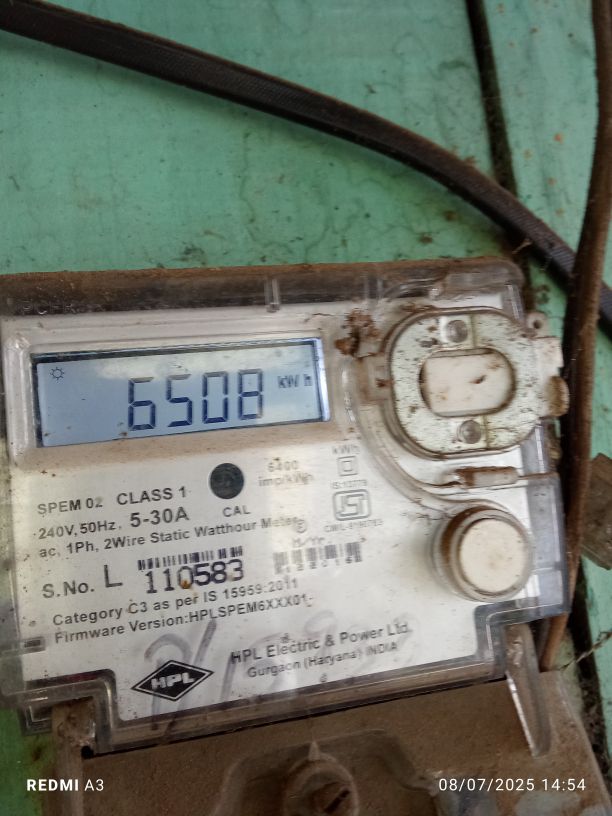 6508 kWh
6400
imp/kWh
kWh
SPEM 02 CLASS 1
240V, 50Hz, 5-30A CAL
ac, 1Ph, 2Wire Static Watthour Meter
S.No. L 110583
Category C3 as per IS 15959:2011
Firmware Version:HPLSPEM6XXX01
HPL Electric & Power Ltd.
Gurgaon (Haryana) INDIA
HPL
REDMI A3
08/07/2025 14:54